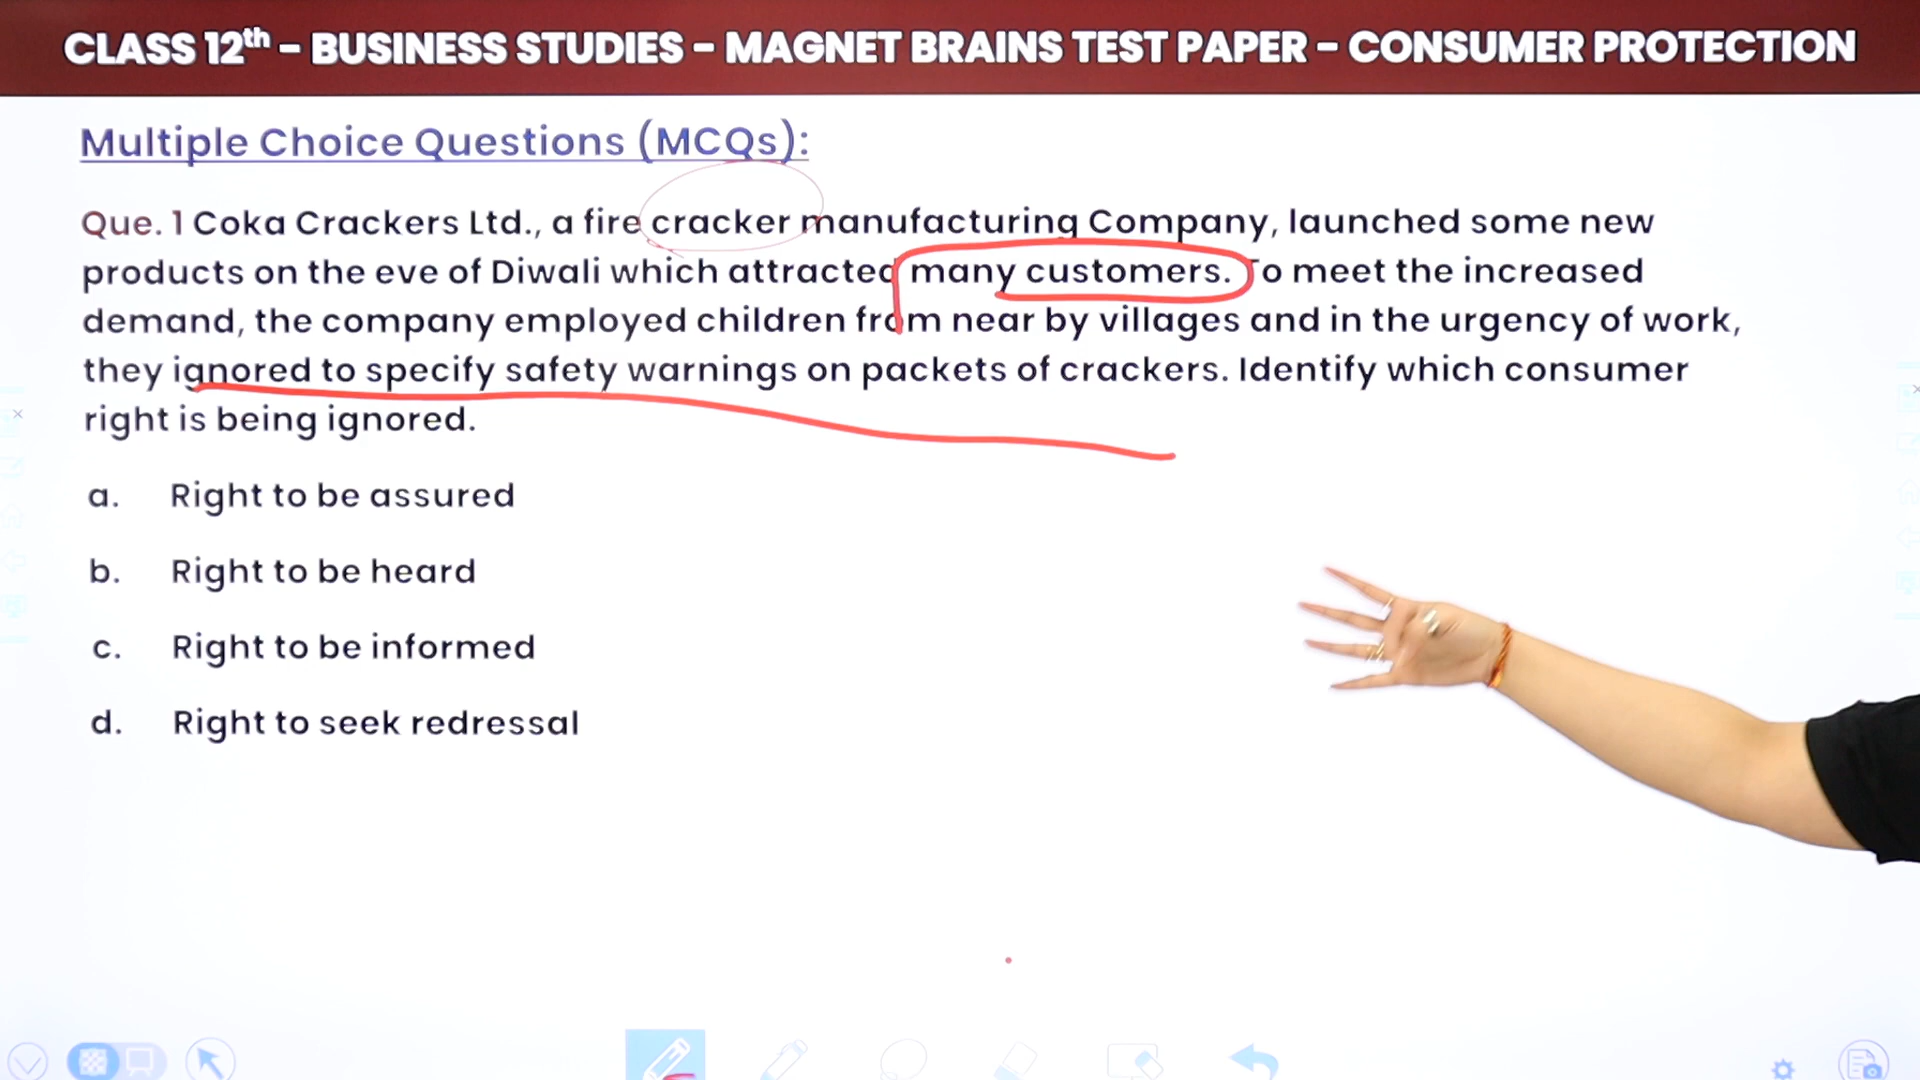 CLASS 12th – BUSINESS STUDIES – MAGNET BRAINS TEST PAPER – CONSUMER PROTECTION
Multiple Choice Questions (MCQs):
Que. 1 Coka Crackers Ltd., a fire cracker manufacturing Company, launched some new
products on the eve of Diwali which attracted many customers. To meet the increased
demand, the company employed children from near by villages and in the urgency of work,
they ignored to specify safety warnings on packets of crackers. Identify which consumer
right is being ignored.
a. Right to be assured
b. Right to be heard
c. Right to be informed
d. Right to seek redressal